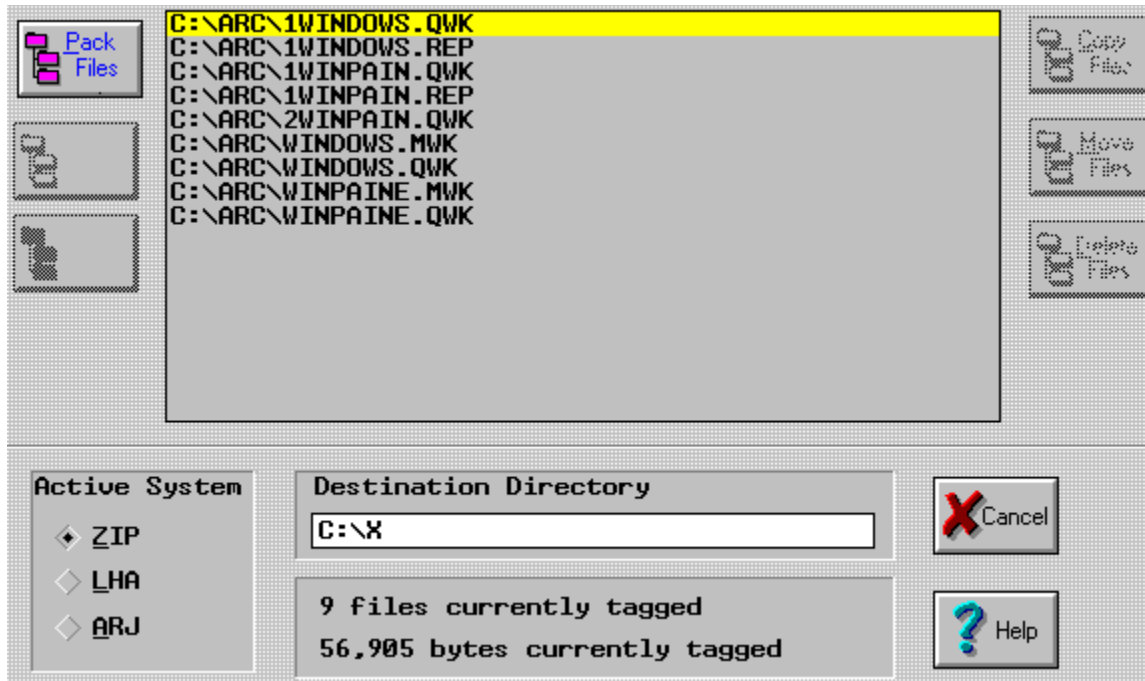 Pack
Files
C:\ARC\1WINDOWS.QWK
C:\ARC\1WINDOWS.REP
C:\ARC\1WINPAIN.QWK
C:\ARC\1WINPAIN.REP
C:\ARC\2WINPAIN.QWK
C:\ARC\WINDOWS.MWK
C:\ARC\WINDOWS.QWK
C:\ARC\WINPAINE.MWK
C:\ARC\WINPAINE.QWK
Copy
Files
Move
Files
Delete
Files
Active System
ZIP
LHA
ARJ
Destination Directory
C:\X
9 files currently tagged
56,905 bytes currently tagged
Cancel
Help